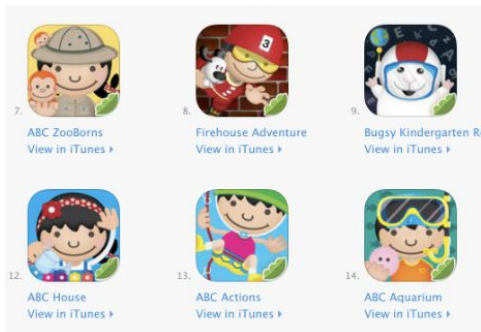 7.
ABC ZooBorns
View in iTunes ▸
8.
3
Firehouse Adventure
View in iTunes ▸
9.
Bugsy Kindergarten R
View in iTunes ▸
12.
ABC House
View in iTunes ▸
13.
ABC Actions
View in iTunes ▸
14.
ABC Aquarium
View in iTunes ▸